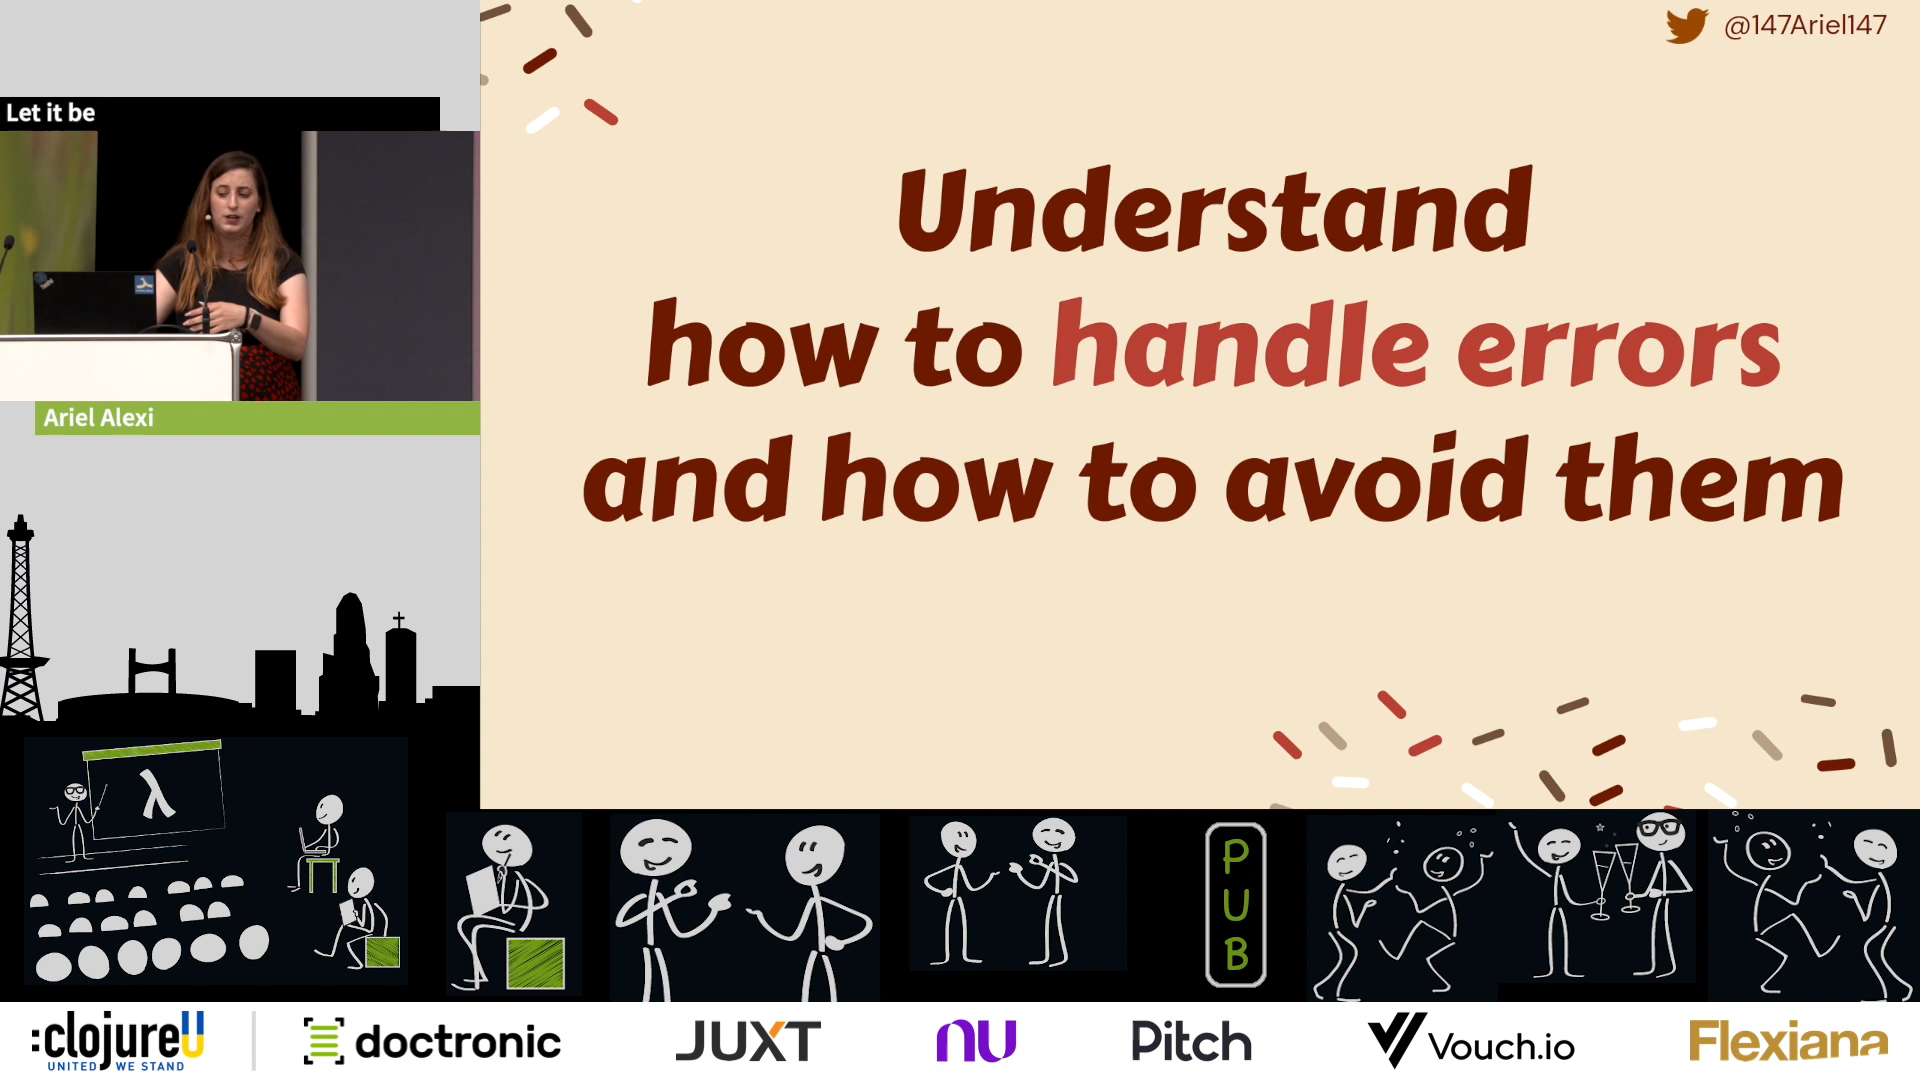 @147Ariel147
Let it be
Understand
how to handle errors
and how to avoid them
Ariel Alexi
λ
PUB
:clojureU
UNITED WE STAND
doctronic
JUXT
nu
Pitch
Vouch.io
Flexiana